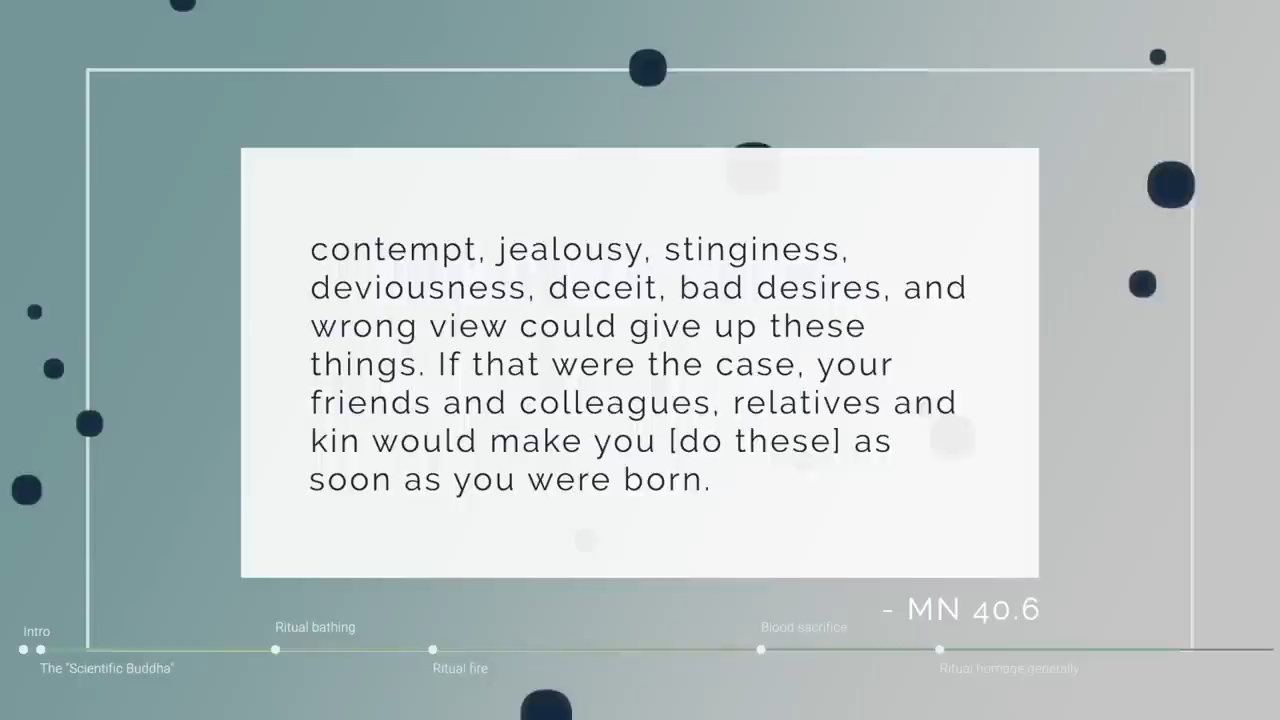 contempt, jealousy, stinginess,
deviousness, deceit, bad desires, and
wrong view could give up these
things. If that were the case, your
friends and colleagues, relatives and
kin would make you [do these] as
soon as you were born.
- MN 40.6
Intro
Ritual bathing
Blood sacrifice
The "Scientific Buddha"
Ritual fire
Ritual homage generally